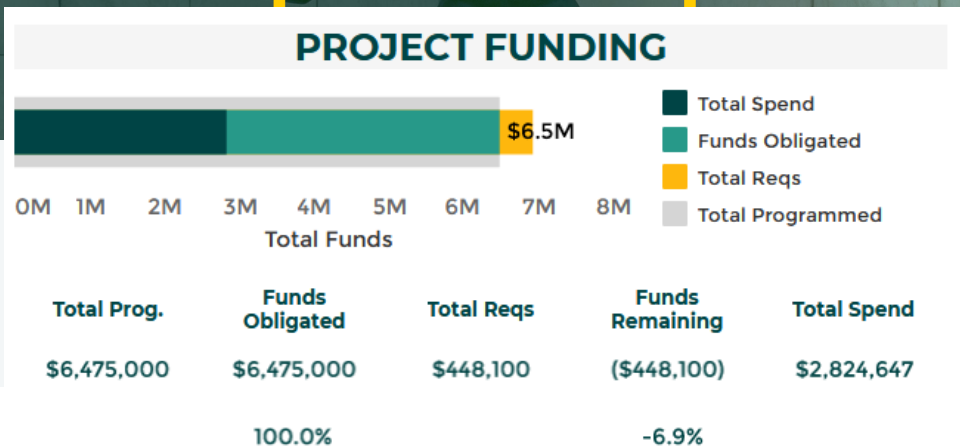 PROJECT FUNDING
$6.5M
Total Spend
Funds Obligated
Total Reqs
Total Programmed
0M 1M 2M 3M 4M 5M 6M 7M 8M
Total Funds
Total Prog.
Funds
Obligated
Total Reqs
Funds
Remaining
Total Spend
$6,475,000 $6,475,000 $448,100 ($448,100) $2,824,647
100.0% -6.9%